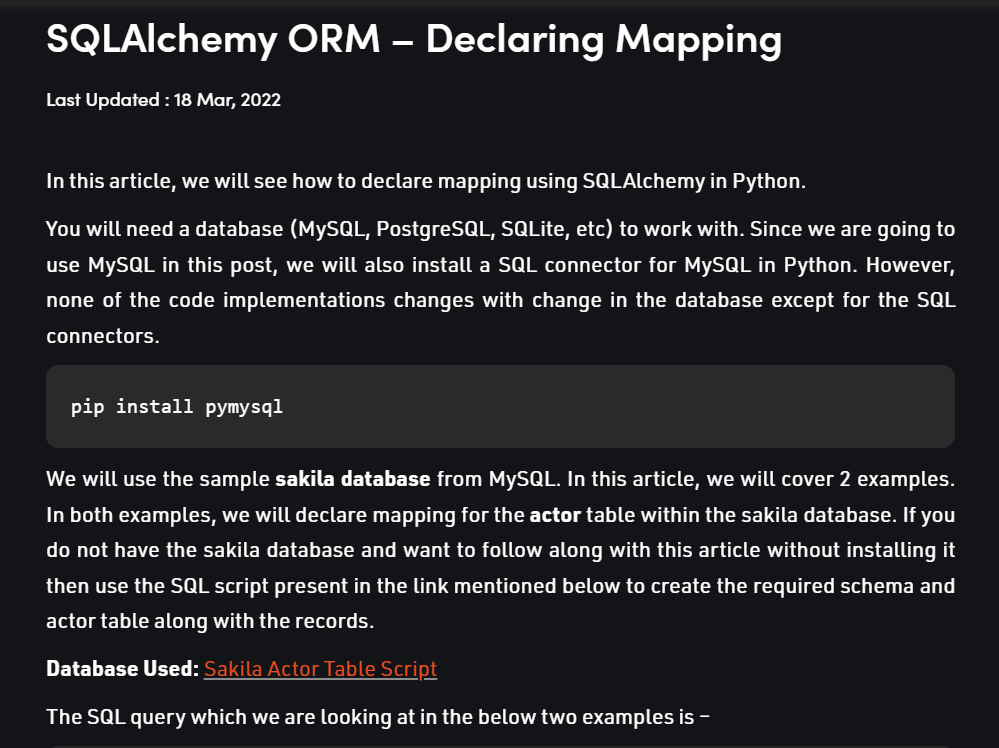 SQLAlchemy ORM – Declaring Mapping
Last Updated : 18 Mar, 2022
In this article, we will see how to declare mapping using SQLAlchemy in Python.
You will need a database (MySQL, PostgreSQL, SQLite, etc) to work with. Since we are going to
use MySQL in this post, we will also install a SQL connector for MySQL in Python. However,
none of the code implementations changes with change in the database except for the SQL
connectors.
pip install pymysql
We will use the sample sakila database from MySQL. In this article, we will cover 2 examples.
In both examples, we will declare mapping for the actor table within the sakila database. If you
do not have the sakila database and want to follow along with this article without installing it
then use the SQL script present in the link mentioned below to create the required schema and
actor table along with the records.
Database Used: Sakila Actor Table Script
The SQL query which we are looking at in the below two examples is –